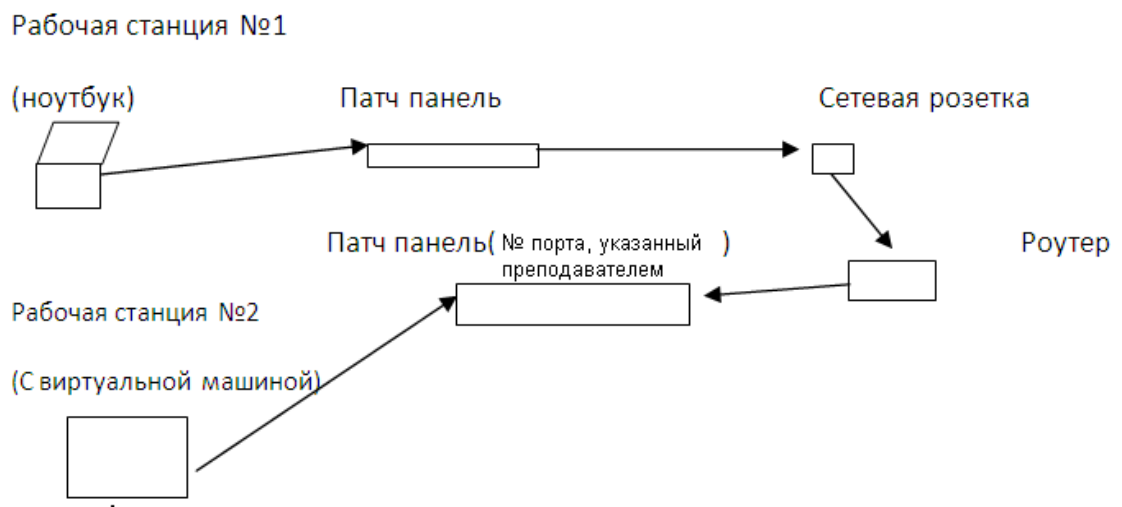 Рабочая станция №1
(ноутбук)
Патч панель
Сетевая розетка
Патч панель( № порта, указанный преподавателем )
Роутер
Рабочая станция №2
(С виртуальной машиной)